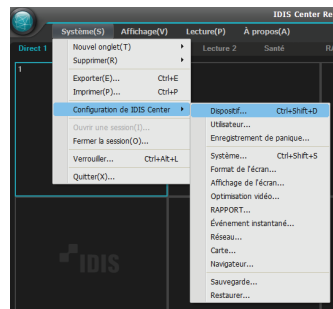 IDIS Center Re
Système(S) Affichage(V) Lecture(P) À propos(A)
Direct 1 Lecture 2 Santé
1
Nouvel onglet(T)
Supprimer(R)
Exporter(E)... Ctrl+E
Imprimer(P)... Ctrl+P
Configuration de IDIS Center
Ouvrir une session(I)...
Fermer la session(O)...
Verrouiller... Ctrl+Alt+L
Quitter(X)...
Dispositif... Ctrl+Shift+D
Utilisateur...
Enregistrement de panique...
Système... Ctrl+Shift+S
Format de l'écran...
Affichage de l'écran...
Optimisation vidéo...
RAPPORT...
Événement instantané...
Réseau...
Carte...
Navigateur...
Sauvegarde...
Restaurer...
IDIS